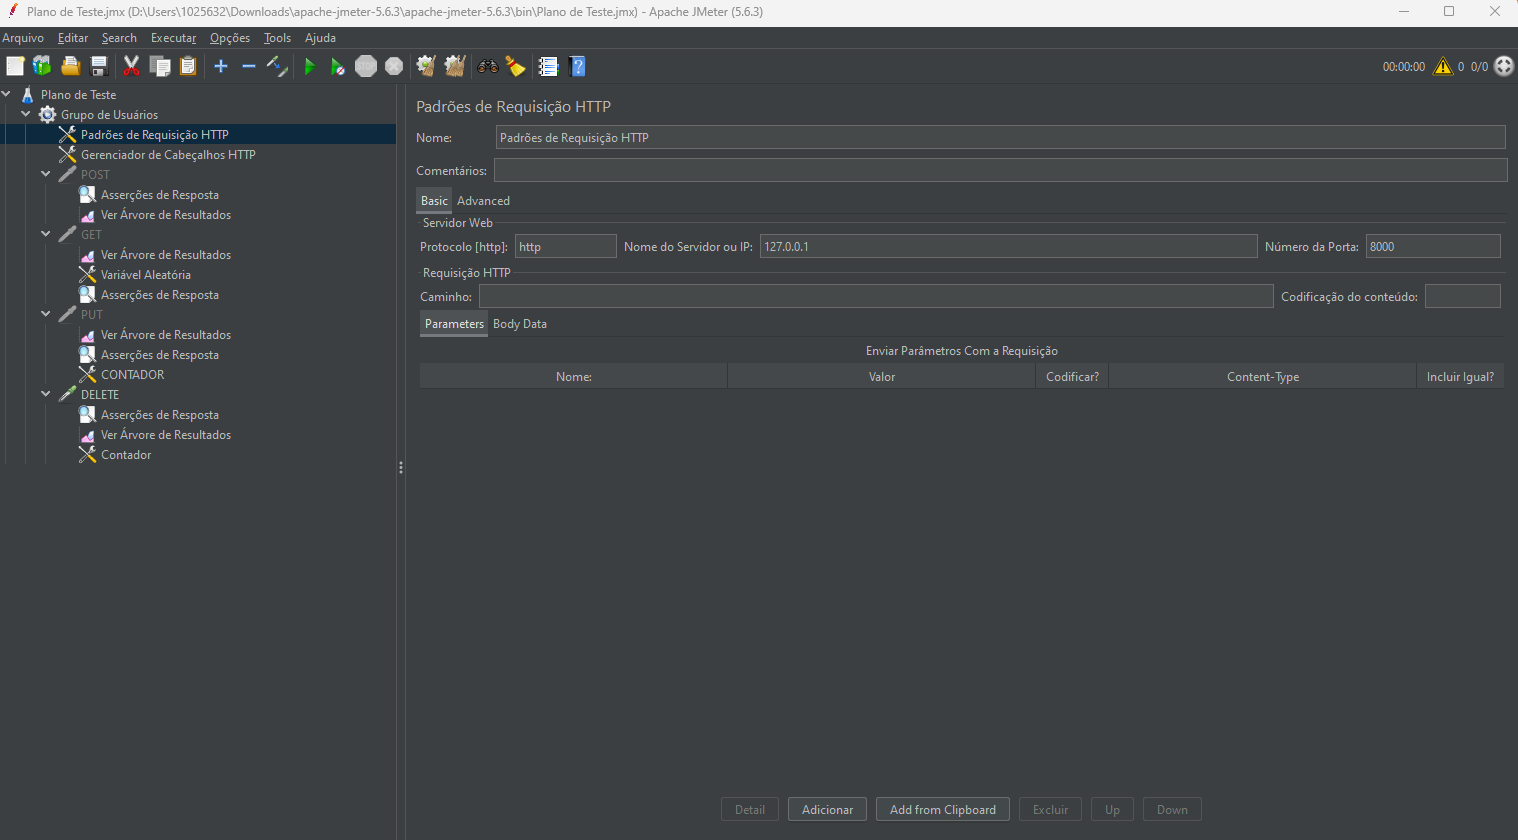 Plano de Teste.jmx (D:\Users\1025632\Downloads\apache-jmeter-5.6.3\apache-jmeter-5.6.3\bin\Plano de Teste.jmx) - Apache JMeter (5.6.3)
Arquivo Editar Search Executar Opções Tools Ajuda
STOP 00:00:00 0 0/0
Plano de Teste
Grupo de Usuários
Padrões de Requisição HTTP
Gerenciador de Cabeçalhos HTTP
POST
Asserções de Resposta
Ver Árvore de Resultados
GET
Ver Árvore de Resultados
Variável Aleatória
Asserções de Resposta
PUT
Ver Árvore de Resultados
Asserções de Resposta
CONTADOR
DELETE
Asserções de Resposta
Ver Árvore de Resultados
Contador
Padrões de Requisição HTTP
Nome: Padrões de Requisição HTTP
Comentários:
Basic Advanced
Servidor Web
Protocolo [http]: http Nome do Servidor ou IP: 127.0.0.1 Número da Porta: 8000
Requisição HTTP
Caminho: Codificação do conteúdo:
Parameters Body Data
Enviar Parâmetros Com a Requisição
Nome: Valor Codificar? Content-Type Incluir Igual?
Detail Adicionar Add from Clipboard Excluir Up Down